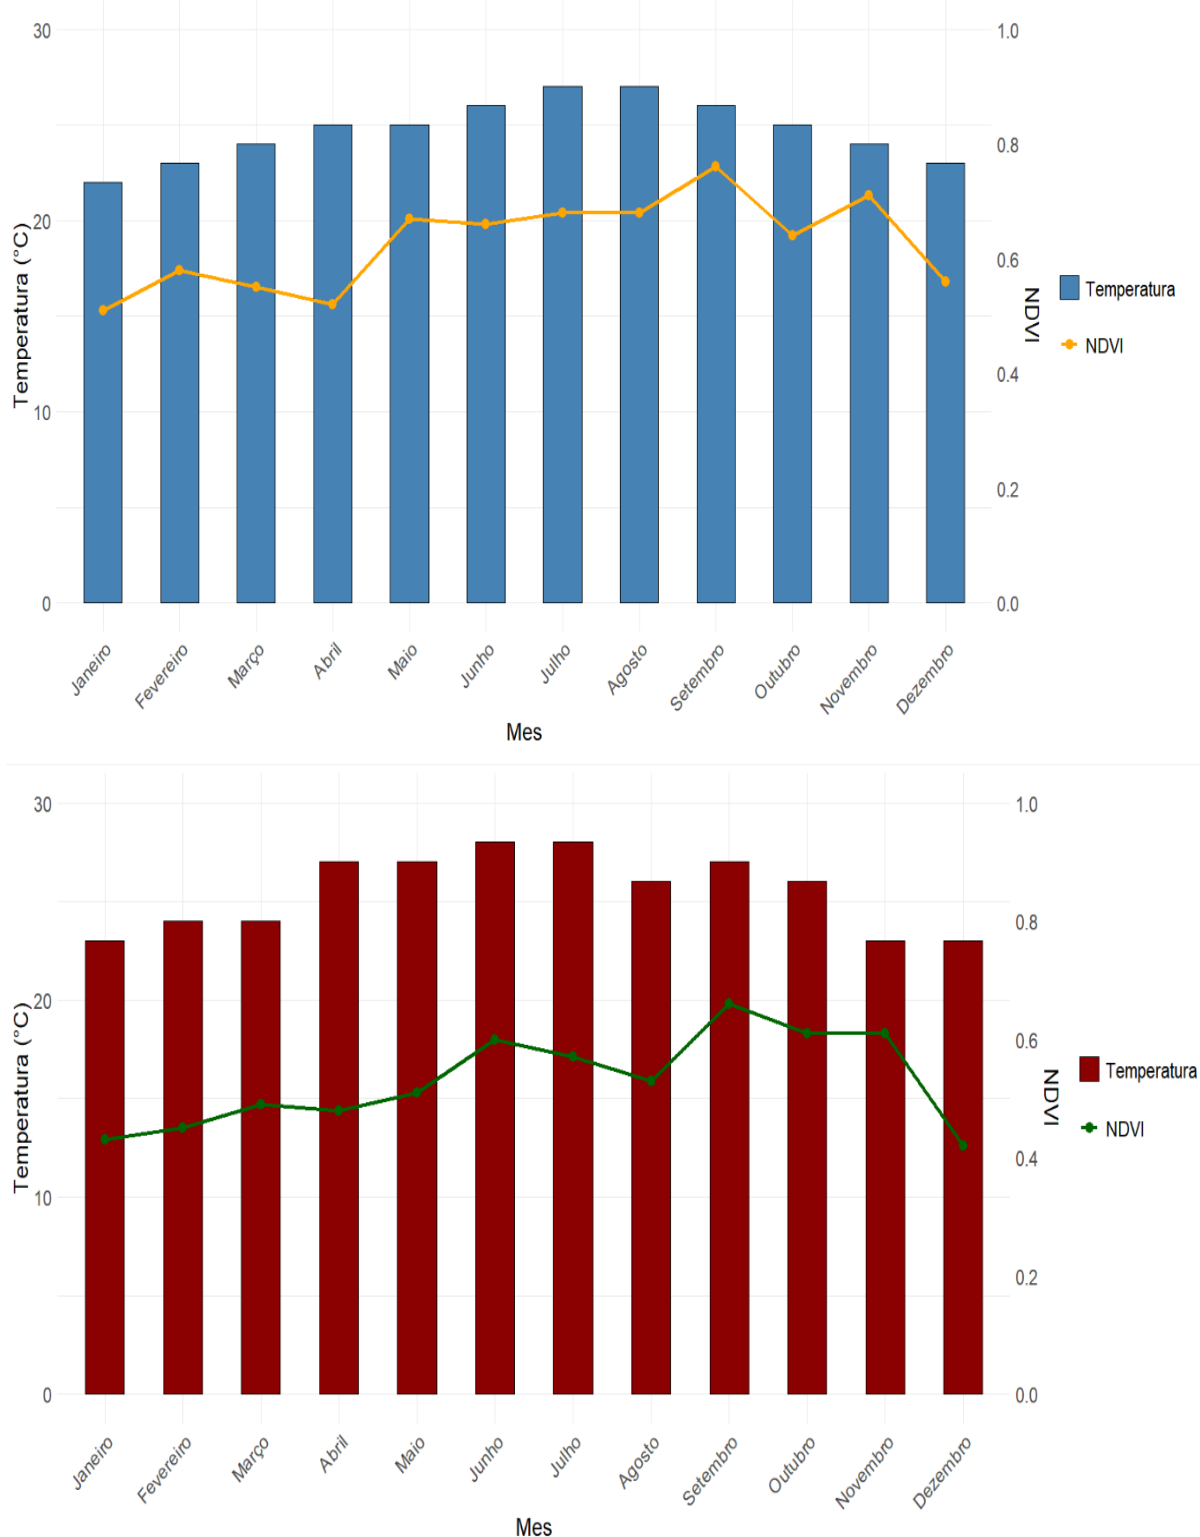 30
20
10
0
Temperatura (°C)
1.0
0.8
0.6
0.4
0.2
0.0
NDVI
Temperatura
NDVI
Janeiro
Fevereiro
Março
Abril
Maio
Junho
Julho
Agosto
Setembro
Outubro
Novembro
Dezembro
Mes
30
20
10
0
Temperatura (°C)
1.0
0.8
0.6
0.4
0.2
0.0
NDVI
Temperatura
NDVI
Janeiro
Fevereiro
Março
Abril
Maio
Junho
Julho
Agosto
Setembro
Outubro
Novembro
Dezembro
Mes